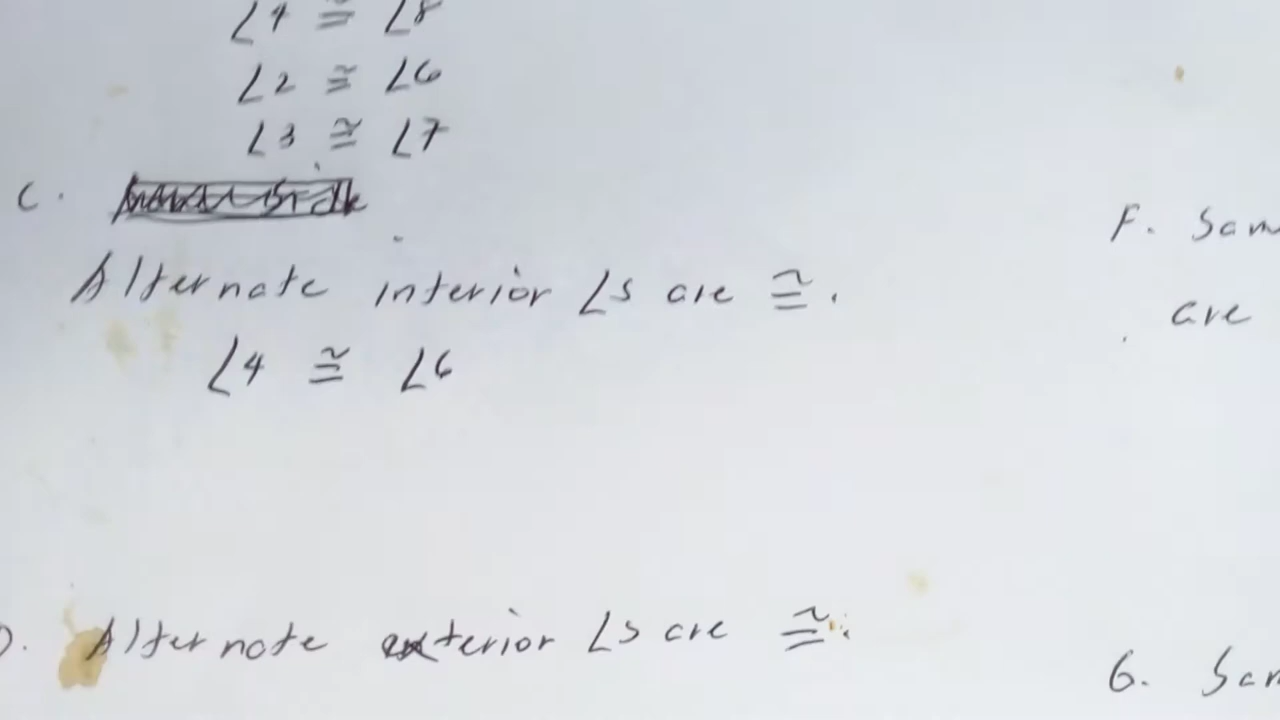 ∠4 ≅ ∠8
∠2 ≅ ∠6
∠3 ≅ ∠7
C.
Alternate interior ∠s are ≅.
∠4 ≅ ∠6
D. Alternate exterior ∠s are ≅.
F. Sam
are
G. Sam